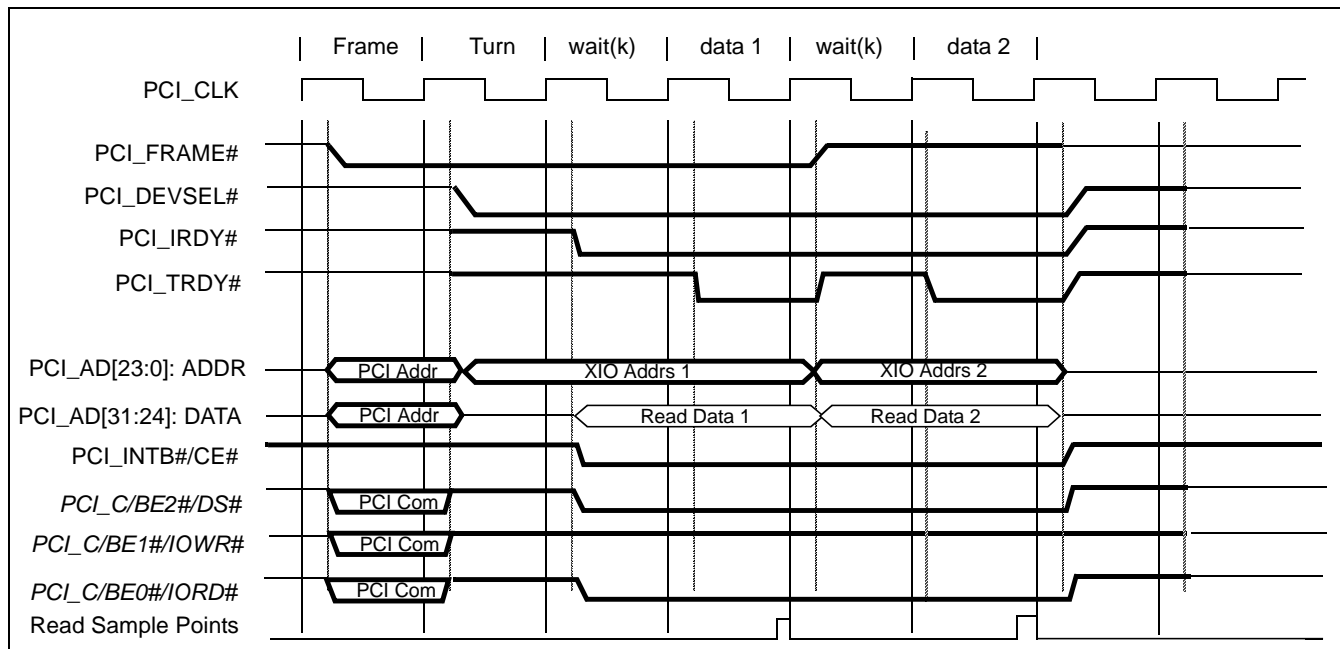 Frame Turn wait(k) data 1 wait(k) data 2
PCI_CLK
PCI_FRAME#
PCI_DEVSEL#
PCI_IRDY#
PCI_TRDY#
PCI_AD[23:0]: ADDR PCI Addr XIO Addrs 1 XIO Addrs 2
PCI_AD[31:24]: DATA PCI Addr Read Data 1 Read Data 2
PCI_INTB#/CE#
PCI_C/BE2#/DS# PCI Com
PCI_C/BE1#/IOWR# PCI Com
PCI_C/BE0#/IORD# PCI Com
Read Sample Points